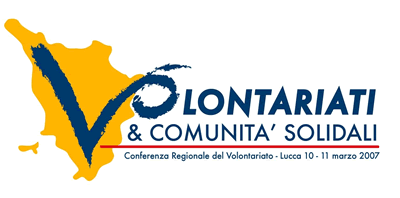 VOLONTARIATI
& COMUNITA' SOLIDALI
Conferenza Regionale del Volontariato - Lucca 10 - 11 marzo 2007